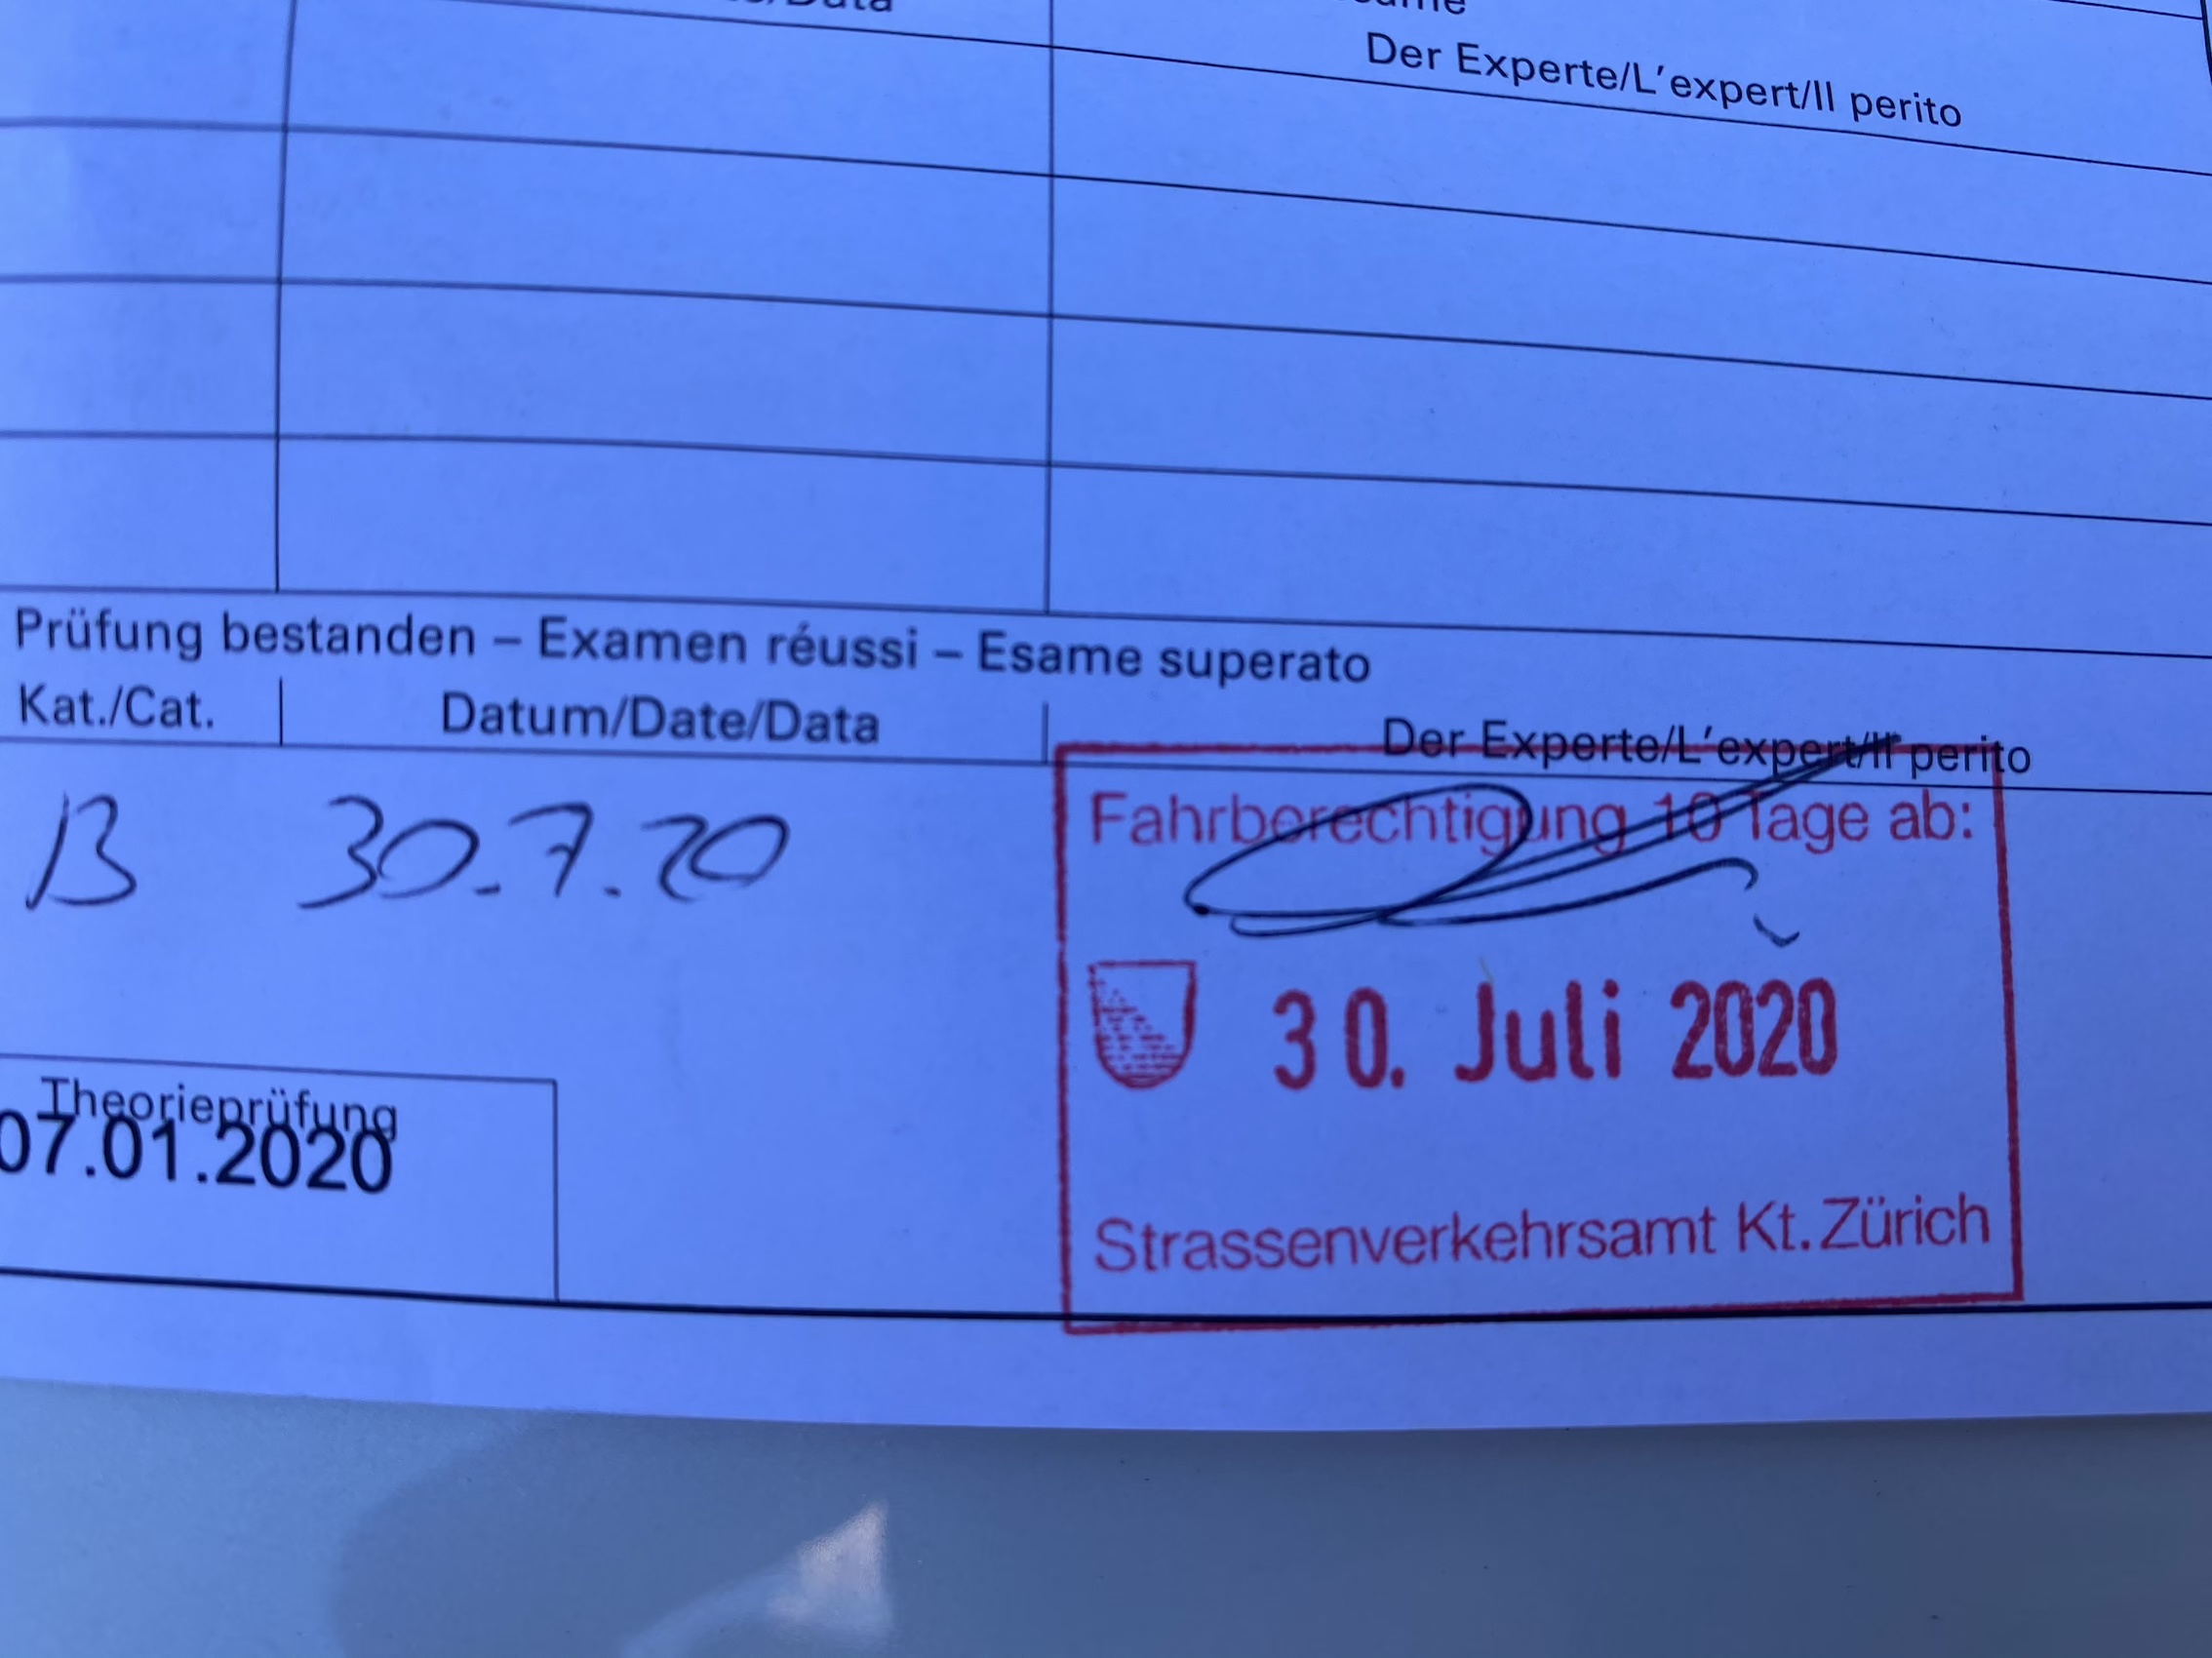 Der Experte/L'expert/Il perito
Prüfung bestanden – Examen réussi – Esame superato
Kat./Cat. Datum/Date/Data Der Experte/L'expert/Il perito
B 30.7.20
Fahrberechtigung 10 Tage ab:
30. Juli 2020
Theorieprüfung
07.01.2020
Strassenverkehrsamt Kt. Zürich